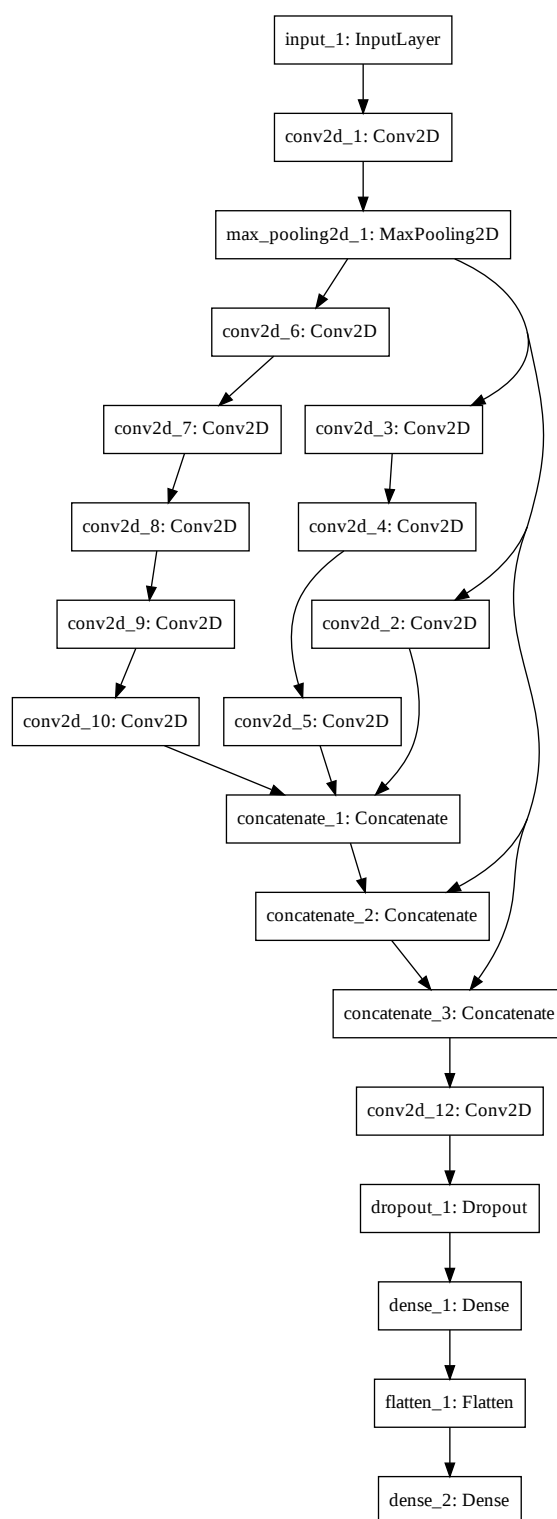 input_1: InputLayer
conv2d_1: Conv2D
max_pooling2d_1: MaxPooling2D
conv2d_6: Conv2D
conv2d_7: Conv2D
conv2d_3: Conv2D
conv2d_8: Conv2D
conv2d_4: Conv2D
conv2d_9: Conv2D
conv2d_2: Conv2D
conv2d_10: Conv2D
conv2d_5: Conv2D
concatenate_1: Concatenate
concatenate_2: Concatenate
concatenate_3: Concatenate
conv2d_12: Conv2D
dropout_1: Dropout
dense_1: Dense
flatten_1: Flatten
dense_2: Dense